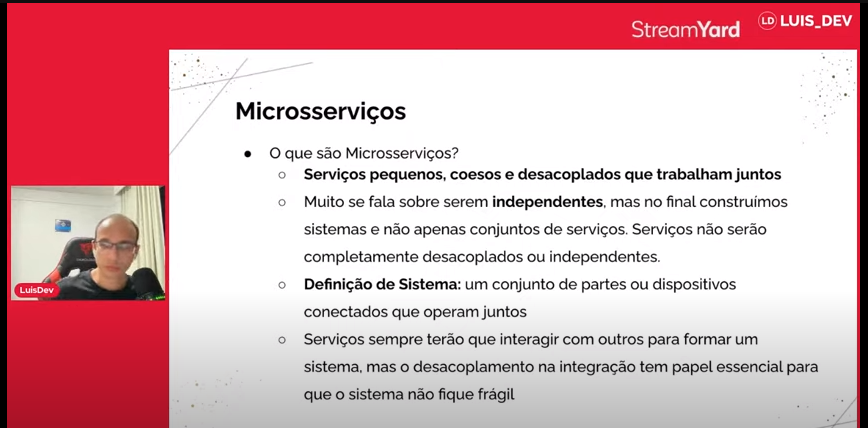 StreamYard
LD LUIS_DEV
Microsserviços
● O que são Microsserviços?
○ Serviços pequenos, coesos e desacoplados que trabalham juntos
○ Muito se fala sobre serem independentes, mas no final construímos
sistemas e não apenas conjuntos de serviços. Serviços não serão
completamente desacoplados ou independentes.
○ Definição de Sistema: um conjunto de partes ou dispositivos
conectados que operam juntos
○ Serviços sempre terão que interagir com outros para formar um
sistema, mas o desacoplamento na integração tem papel essencial para
que o sistema não fique frágil
LuisDev